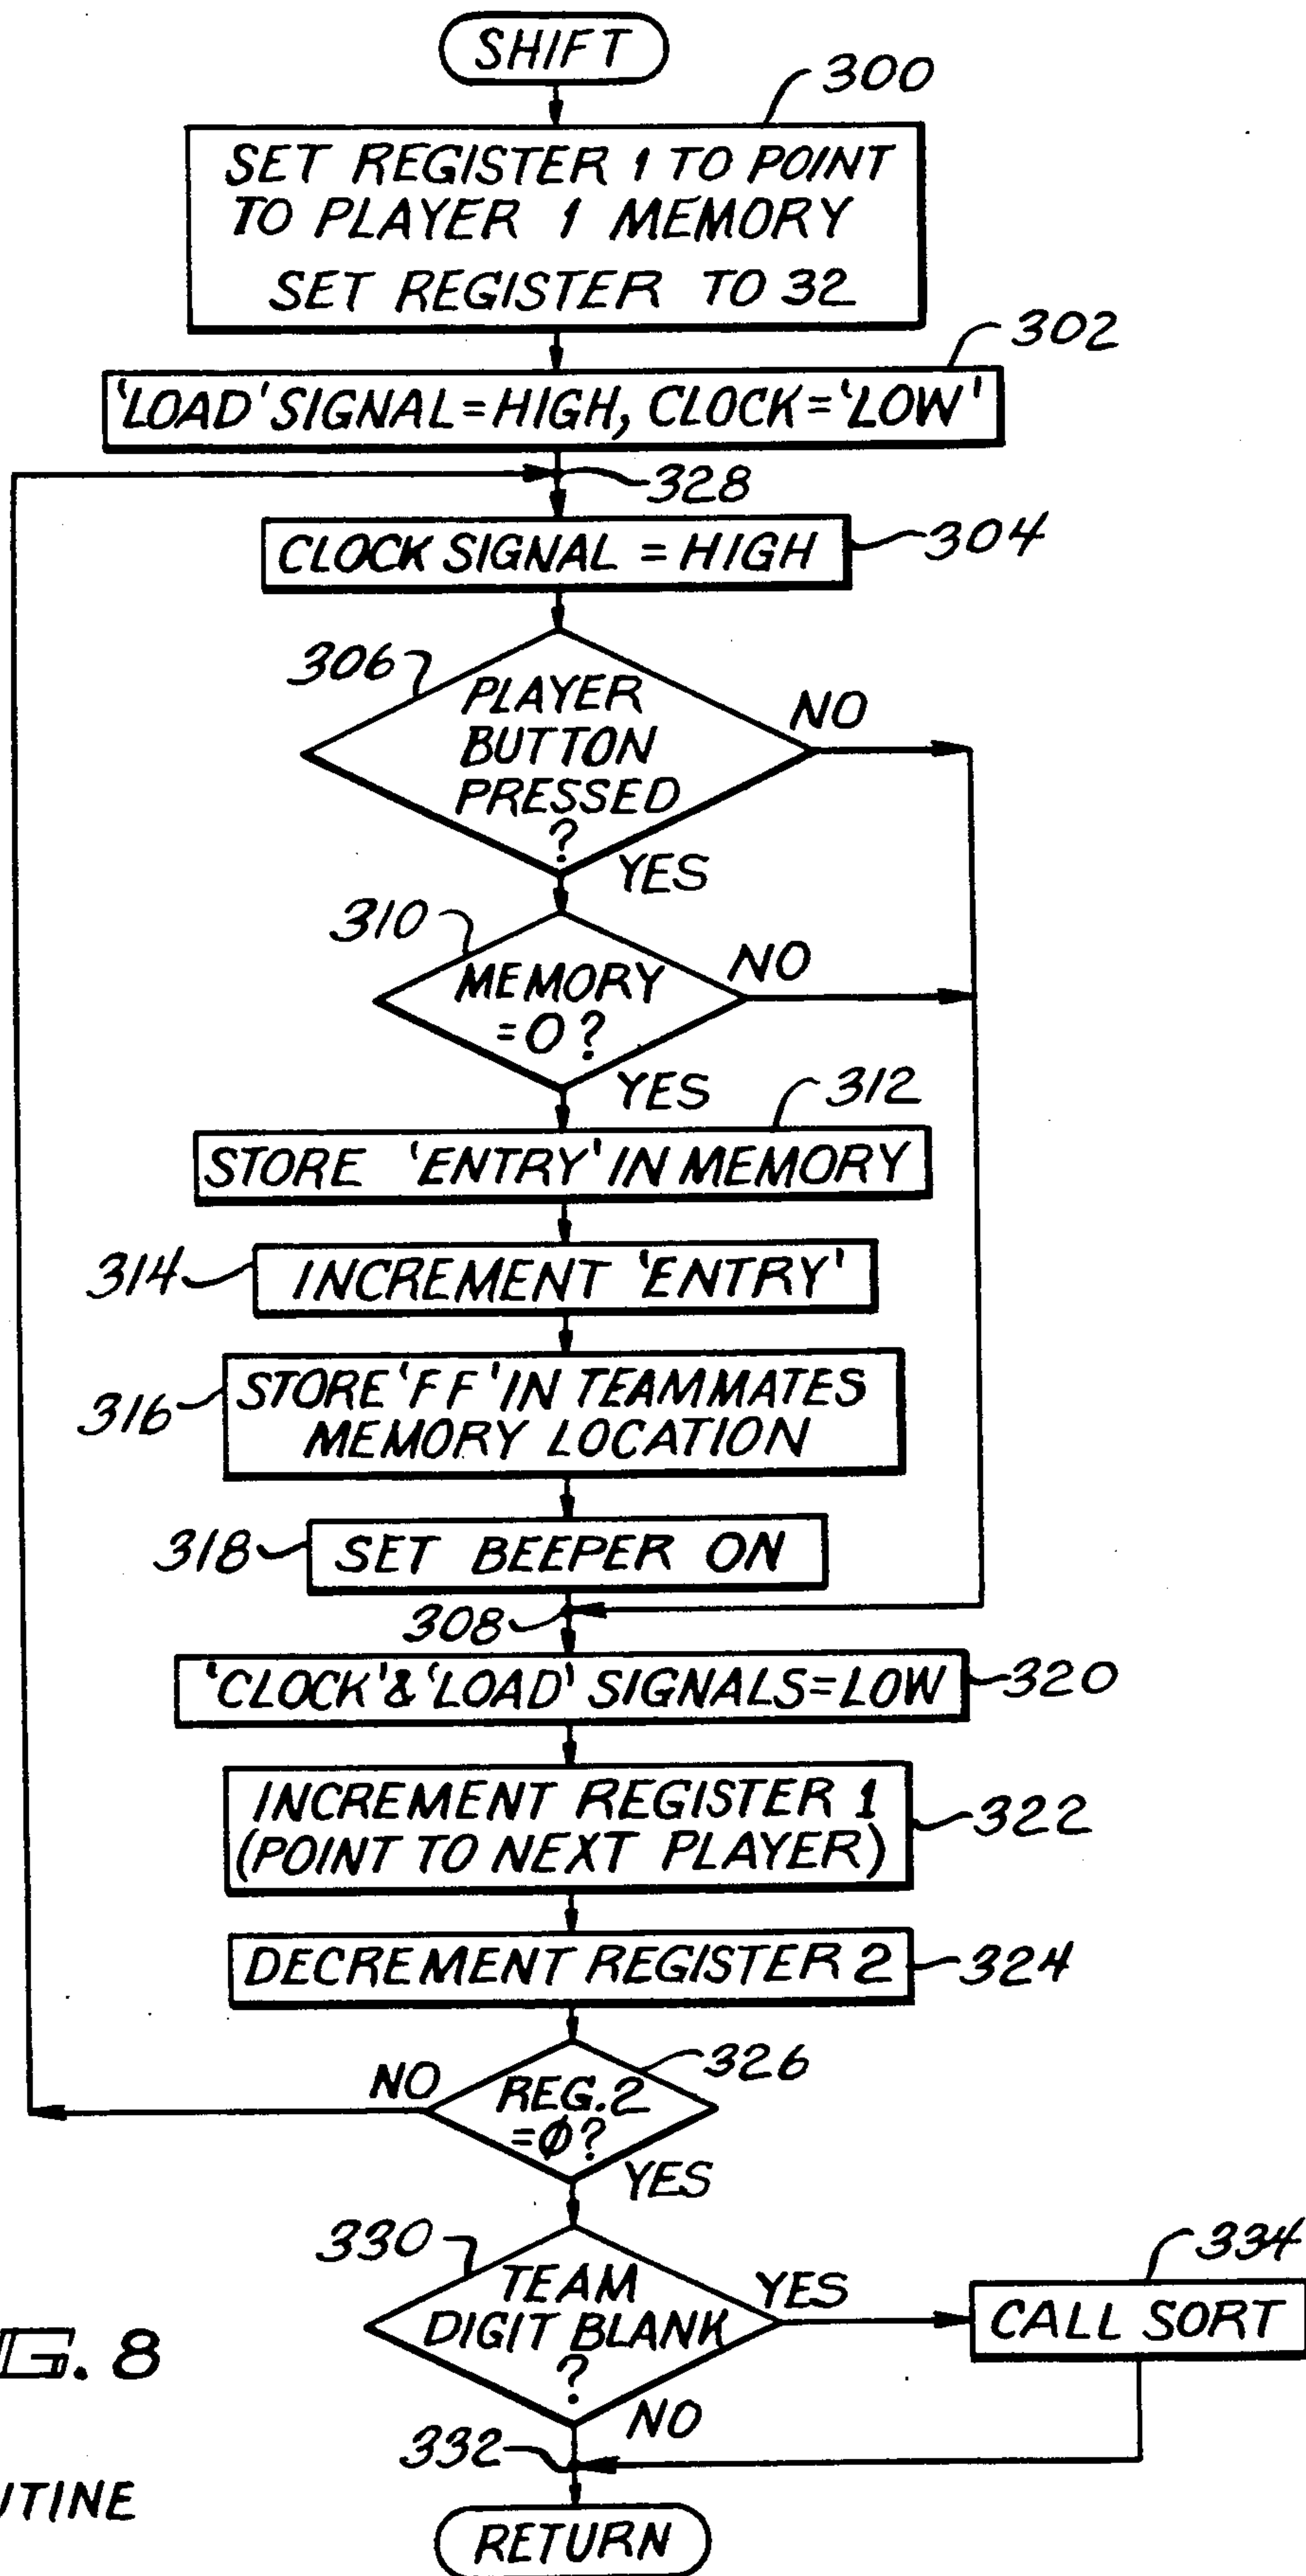 SHIFT
300
SET REGISTER 1 TO POINT
TO PLAYER 1 MEMORY
SET REGISTER TO 32
302
'LOAD' SIGNAL = HIGH, CLOCK = 'LOW'
328
CLOCK SIGNAL = HIGH
304
306
PLAYER
BUTTON
PRESSED
?
NO
YES
310
MEMORY
= 0 ?
NO
YES
312
STORE 'ENTRY' IN MEMORY
314
INCREMENT 'ENTRY'
316
STORE 'FF' IN TEAMMATES
MEMORY LOCATION
318
SET BEEPER ON
308
'CLOCK' & 'LOAD' SIGNALS = LOW
320
INCREMENT REGISTER 1
(POINT TO NEXT PLAYER)
322
DECREMENT REGISTER 2
324
326
NO
REG. 2
= Ø ?
YES
330
TEAM
DIGIT BLANK
?
YES
334
CALL SORT
NO
G. 8
332
UTINE
RETURN